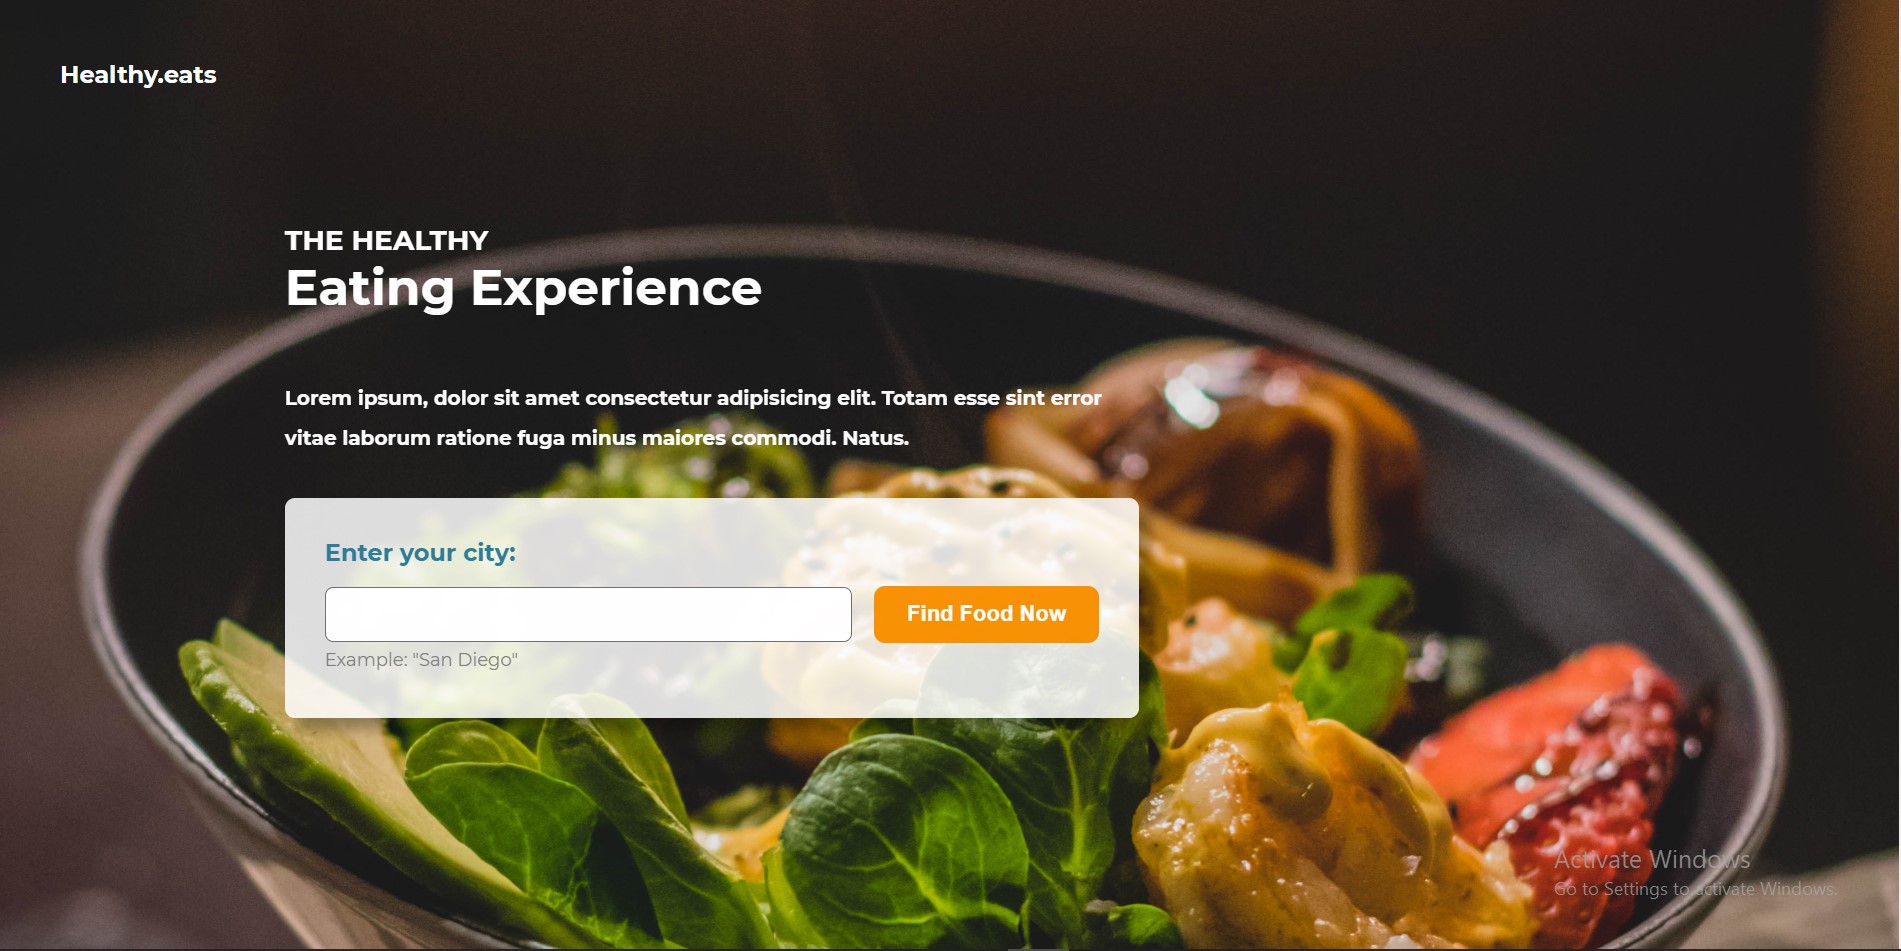 Healthy.eats
THE HEALTHY
Eating Experience
Lorem ipsum, dolor sit amet consectetur adipisicing elit. Totam esse sint error
vitae laborum ratione fuga minus maiores commodi. Natus.
Enter your city:
Find Food Now
Example: "San Diego"
Activate Windows
Go to Settings to activate Windows.